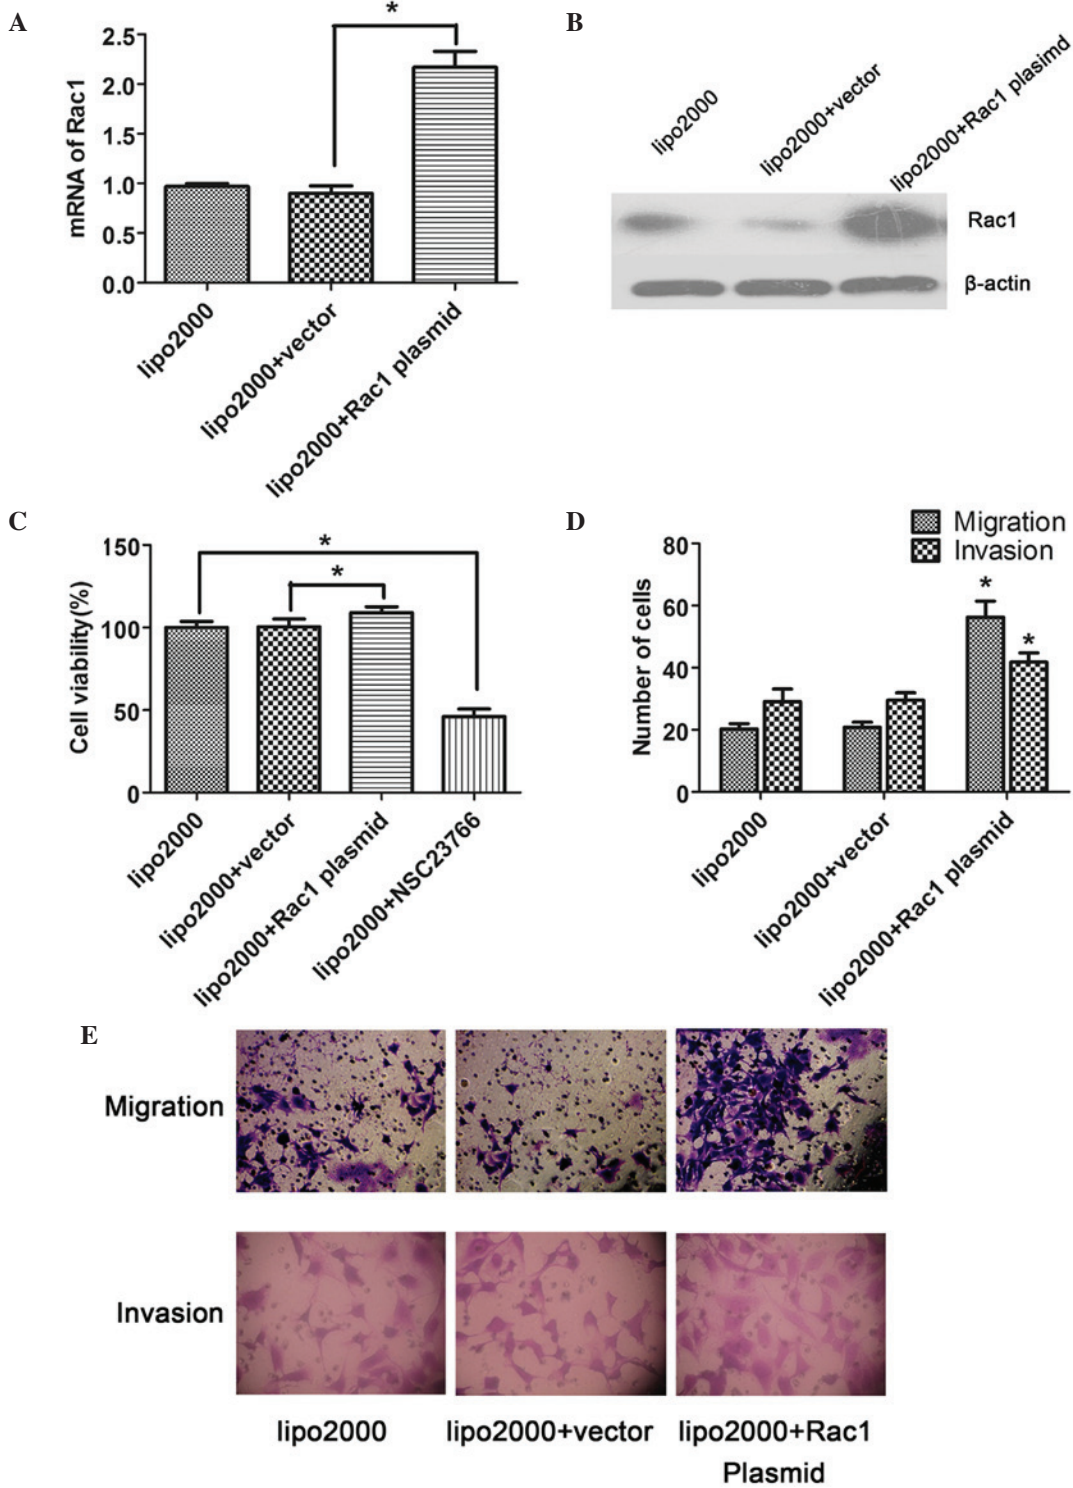 A
*
mRNA of Rac1
2.5
2.0
1.5
1.0
0.5
0.0
lipo2000
lipo2000+vector
lipo2000+Rac1 plasmid
B
lipo2000
lipo2000+vector
lipo2000+Rac1 plasimd
Rac1
β-actin
C
*
*
Cell viability(%)
150
100
50
0
lipo2000
lipo2000+vector
lipo2000+Rac1 plasmid
lipo2000+NSC23766
D
Migration
Invasion
*
*
Number of cells
80
60
40
20
0
lipo2000
lipo2000+vector
lipo2000+Rac1 plasmid
E
Migration
Invasion
lipo2000
lipo2000+vector
lipo2000+Rac1
Plasmid